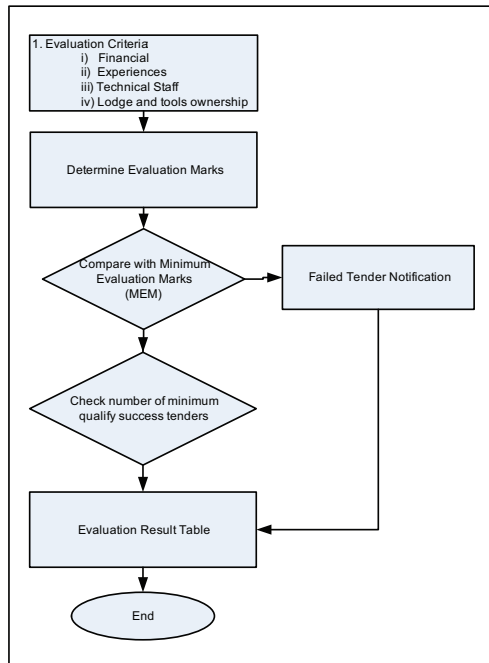 1. Evaluation Criteria:
i) Financial
ii) Experiences
iii) Technical Staff
iv) Lodge and tools ownership
Determine Evaluation Marks
Compare with Minimum
Evaluation Marks
(MEM)
Failed Tender Notification
Check number of minimum
qualify success tenders
Evaluation Result Table
End